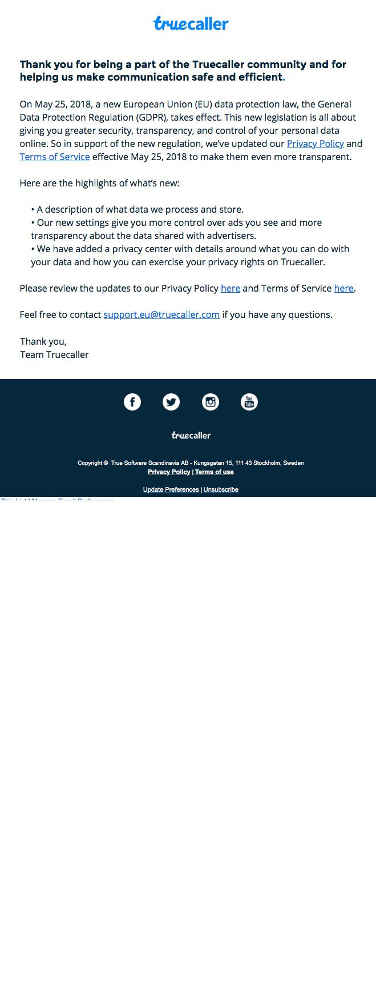 truecaller
Thank you for being a part of the Truecaller community and for
helping us make communication safe and efficient.
On May 25, 2018, a new European Union (EU) data protection law, the General
Data Protection Regulation (GDPR), takes effect. This new legislation is all about
giving you greater security, transparency, and control of your personal data
online. So in support of the new regulation, we’ve updated our Privacy Policy and
Terms of Service effective May 25, 2018 to make them even more transparent.
Here are the highlights of what’s new:
• A description of what data we process and store.
• Our new settings give you more control over ads you see and more
transparency about the data shared with advertisers.
• We have added a privacy center with details around what you can do with
your data and how you can exercise your privacy rights on Truecaller.
Please review the updates to our Privacy Policy here and Terms of Service here.
Feel free to contact support.eu@truecaller.com if you have any questions.
Thank you,
Team Truecaller
You Tube
truecaller
Copyright © True Software Scandinavia AB - Kungsgatan 15, 111 43 Stockholm, Sweden
Privacy Policy | Terms of use
Update Preferences | Unsubscribe
This List | Manage Email Preferences